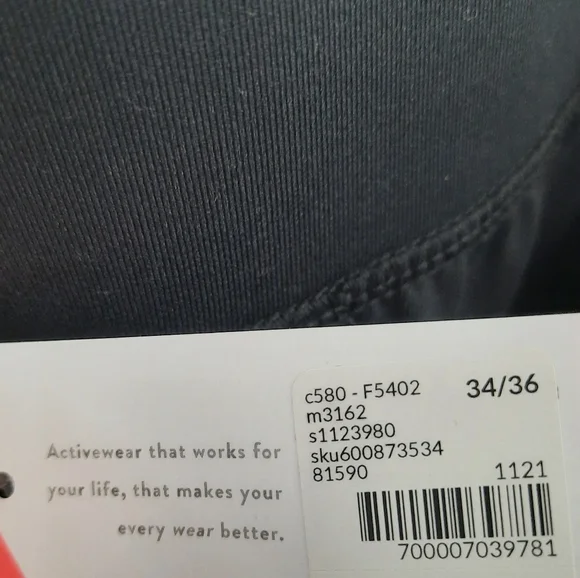 Activewear that works for
your life, that makes your
every wear better.
c580 - F5402 34/36
m3162
s1123980
sku600873534
81590 1121
700007039781